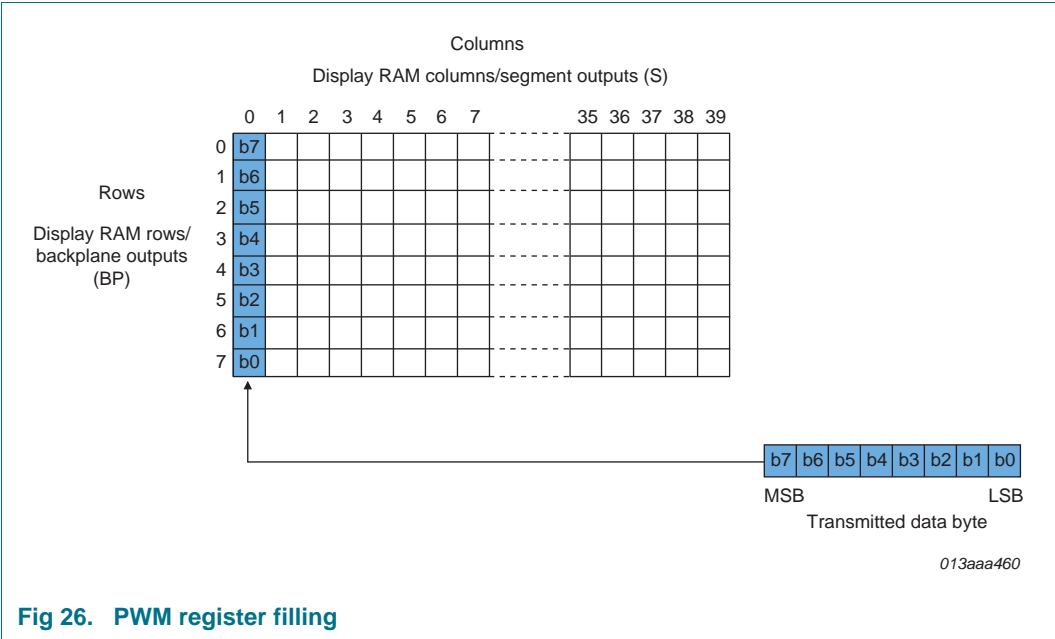 Columns
Display RAM columns/segment outputs (S)
0 1 2 3 4 5 6 7 35 36 37 38 39
0 b7
1 b6
Rows
2 b5
Display RAM rows/
3 b4
backplane outputs
4 b3
(BP)
5 b2
6 b1
7 b0
b7 b6 b5 b4 b3 b2 b1 b0
MSB LSB
Transmitted data byte
013aaa460
Fig 26. PWM register filling